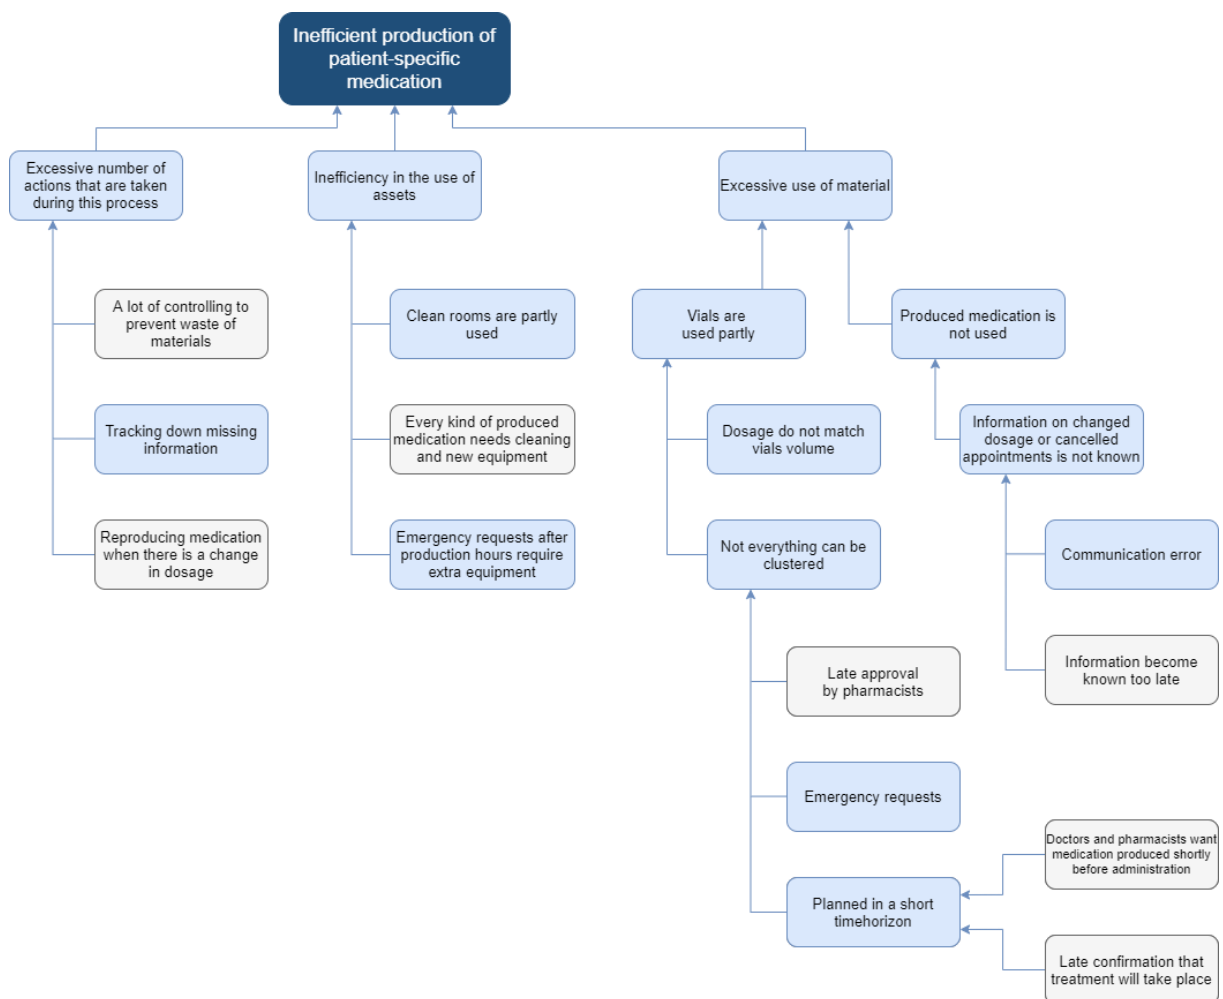 Inefficient production of
patient-specific
medication
Excessive number of
actions that are taken
during this process
Inefficiency in the use of
assets
Excessive use of material
A lot of controlling to
prevent waste of
materials
Clean rooms are partly
used
Vials are
used partly
Produced medication is
not used
Tracking down missing
information
Every kind of produced
medication needs cleaning
and new equipment
Dosage do not match
vials volume
Information on changed
dosage or cancelled
appointments is not known
Reproducing medication
when there is a change
in dosage
Emergency requests after
production hours require
extra equipment
Not everything can be
clustered
Communication error
Late approval
by pharmacists
Information become
known too late
Emergency requests
Doctors and pharmacists want
medication produced shortly
before administration
Planned in a short
timehorizon
Late confirmation that
treatment will take place